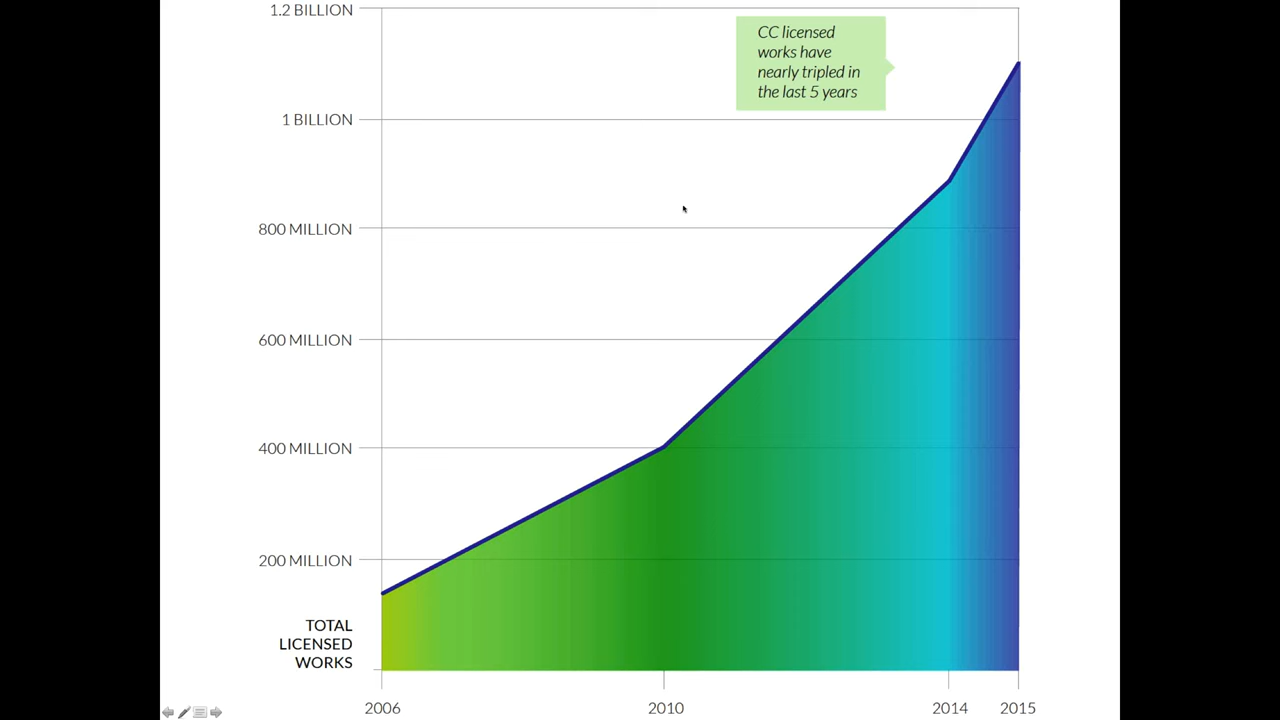 1.2 BILLION
CC licensed
works have
nearly tripled in
the last 5 years
1 BILLION
800 MILLION
600 MILLION
400 MILLION
200 MILLION
TOTAL
LICENSED
WORKS
2006 2010 2014 2015